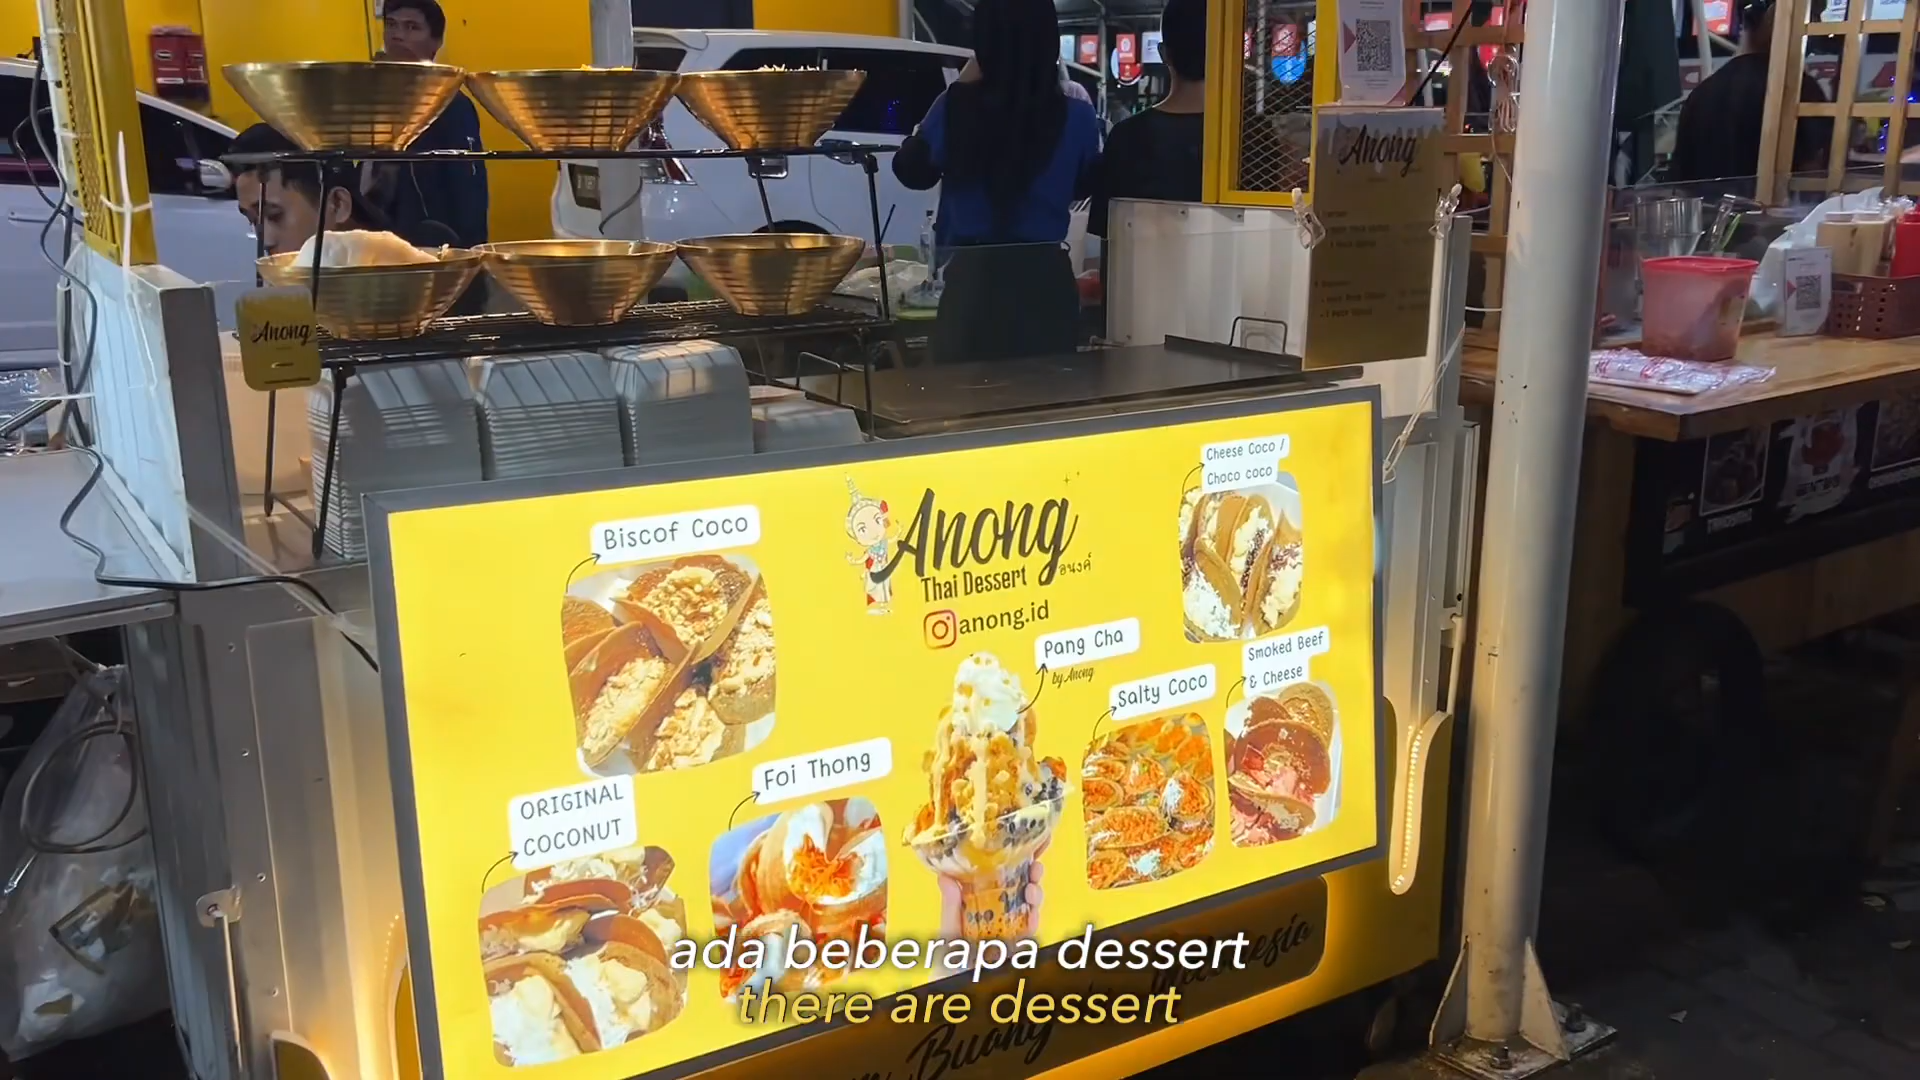 Anong
Anong
Cheese Coco /
Choco coco
Biscof Coco
Anong
อนงค์
Thai Dessert
anong.id
Pang Cha
by Anong
Smoked Beef
& Cheese
Salty Coco
Foi Thong
ORIGINAL
COCONUT
ada beberapa dessert
there are dessert
Buang